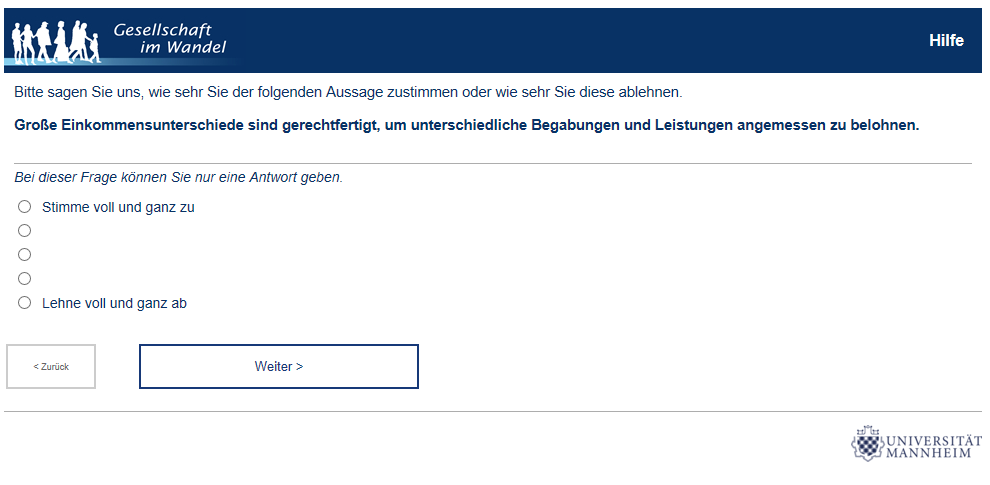 Gesellschaft
im Wandel
Hilfe
Bitte sagen Sie uns, wie sehr Sie der folgenden Aussage zustimmen oder wie sehr Sie diese ablehnen.
Große Einkommensunterschiede sind gerechtfertigt, um unterschiedliche Begabungen und Leistungen angemessen zu belohnen.
Bei dieser Frage können Sie nur eine Antwort geben.
Stimme voll und ganz zu
Lehne voll und ganz ab
< Zurück
Weiter >
UNIVERSITÄT
MANNHEIM